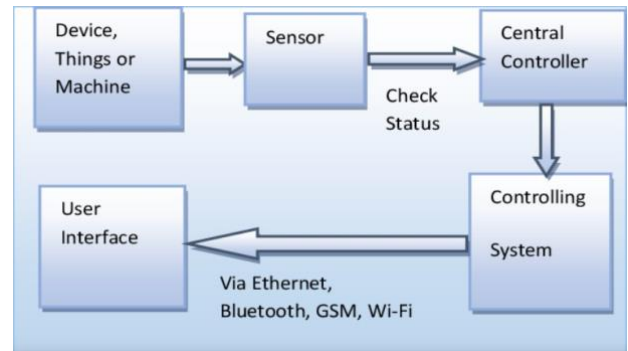 Device,
Things or
Machine
Sensor
Check
Status
Central
Controller
Controlling
System
User
Interface
Via Ethernet,
Bluetooth, GSM, Wi-Fi